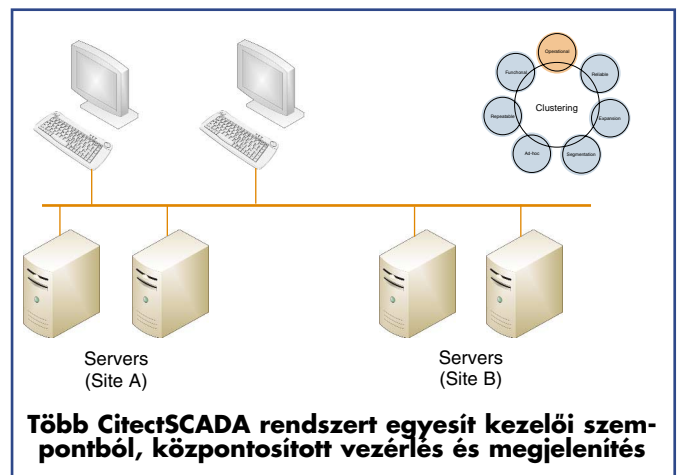 Operational
Functional
Reliable
Clustering
Repeatable
Expansion
Ad-hoc
Segmentation
Servers
(Site A)
Servers
(Site B)
Több CitectSCADA rendszert egyesít kezelői szem-
pontból, központosított vezérlés és megjelenítés